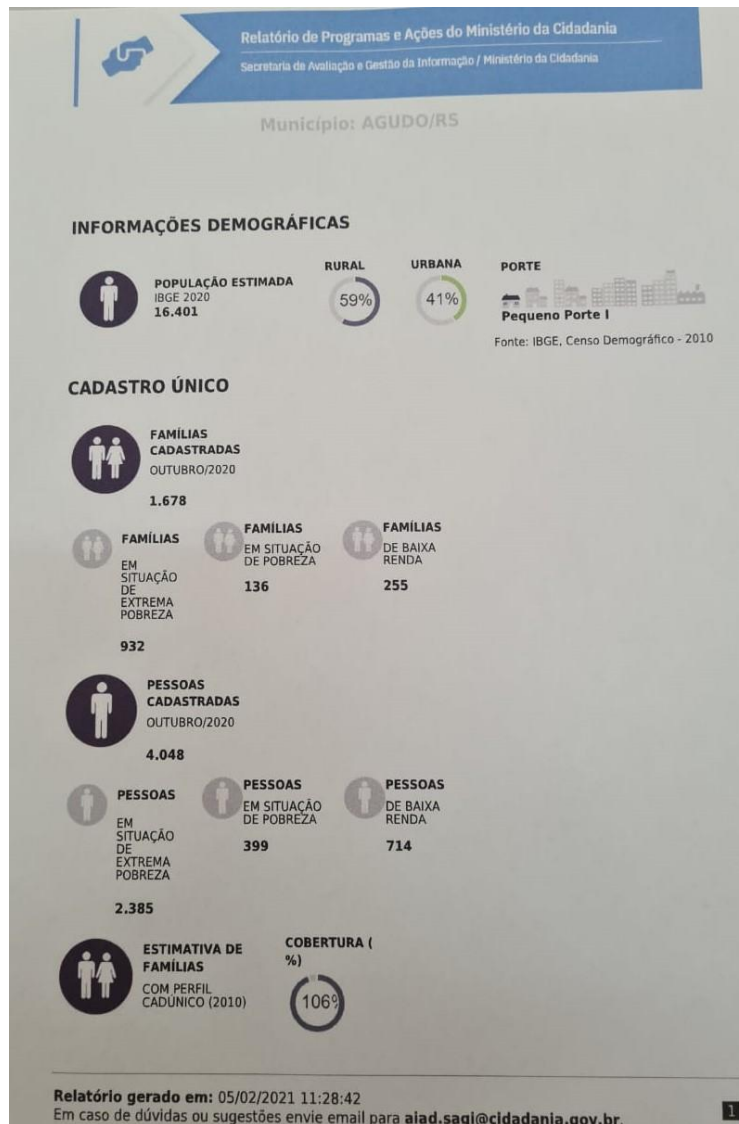 Relatório de Programas e Ações do Ministério da Cidadania
Secretaria de Avaliação e Gestão da Informação / Ministério da Cidadania
Município: AGUDO/RS
INFORMAÇÕES DEMOGRÁFICAS
POPULAÇÃO ESTIMADA
IBGE 2020
16.401
RURAL
59%
URBANA
41%
PORTE
Pequeno Porte I
Fonte: IBGE, Censo Demográfico - 2010
CADASTRO ÚNICO
FAMÍLIAS
CADASTRADAS
OUTUBRO/2020
1.678
FAMÍLIAS
EM
SITUAÇÃO
DE
EXTREMA
POBREZA
932
FAMÍLIAS
EM SITUAÇÃO
DE POBREZA
136
FAMÍLIAS
DE BAIXA
RENDA
255
PESSOAS
CADASTRADAS
OUTUBRO/2020
4.048
PESSOAS
EM
SITUAÇÃO
DE
EXTREMA
POBREZA
2.385
PESSOAS
EM SITUAÇÃO
DE POBREZA
399
PESSOAS
DE BAIXA
RENDA
714
ESTIMATIVA DE
FAMÍLIAS
COM PERFIL
CADÚNICO (2010)
COBERTURA (
%)
106%
Relatório gerado em: 05/02/2021 11:28:42
Em caso de dúvidas ou sugestões envie email para aiad.sagi@cidadania.gov.br.
1